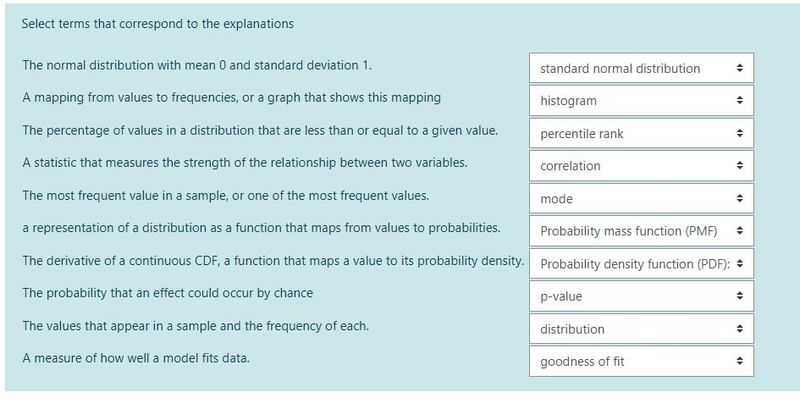 Select terms that correspond to the explanations
The normal distribution with mean 0 and standard deviation 1. standard normal distribution
A mapping from values to frequencies, or a graph that shows this mapping histogram
The percentage of values in a distribution that are less than or equal to a given value. percentile rank
A statistic that measures the strength of the relationship between two variables. correlation
The most frequent value in a sample, or one of the most frequent values. mode
a representation of a distribution as a function that maps from values to probabilities. Probability mass function (PMF)
The derivative of a continuous CDF, a function that maps a value to its probability density. Probability density function (PDF):
The probability that an effect could occur by chance p-value
The values that appear in a sample and the frequency of each. distribution
A measure of how well a model fits data. goodness of fit